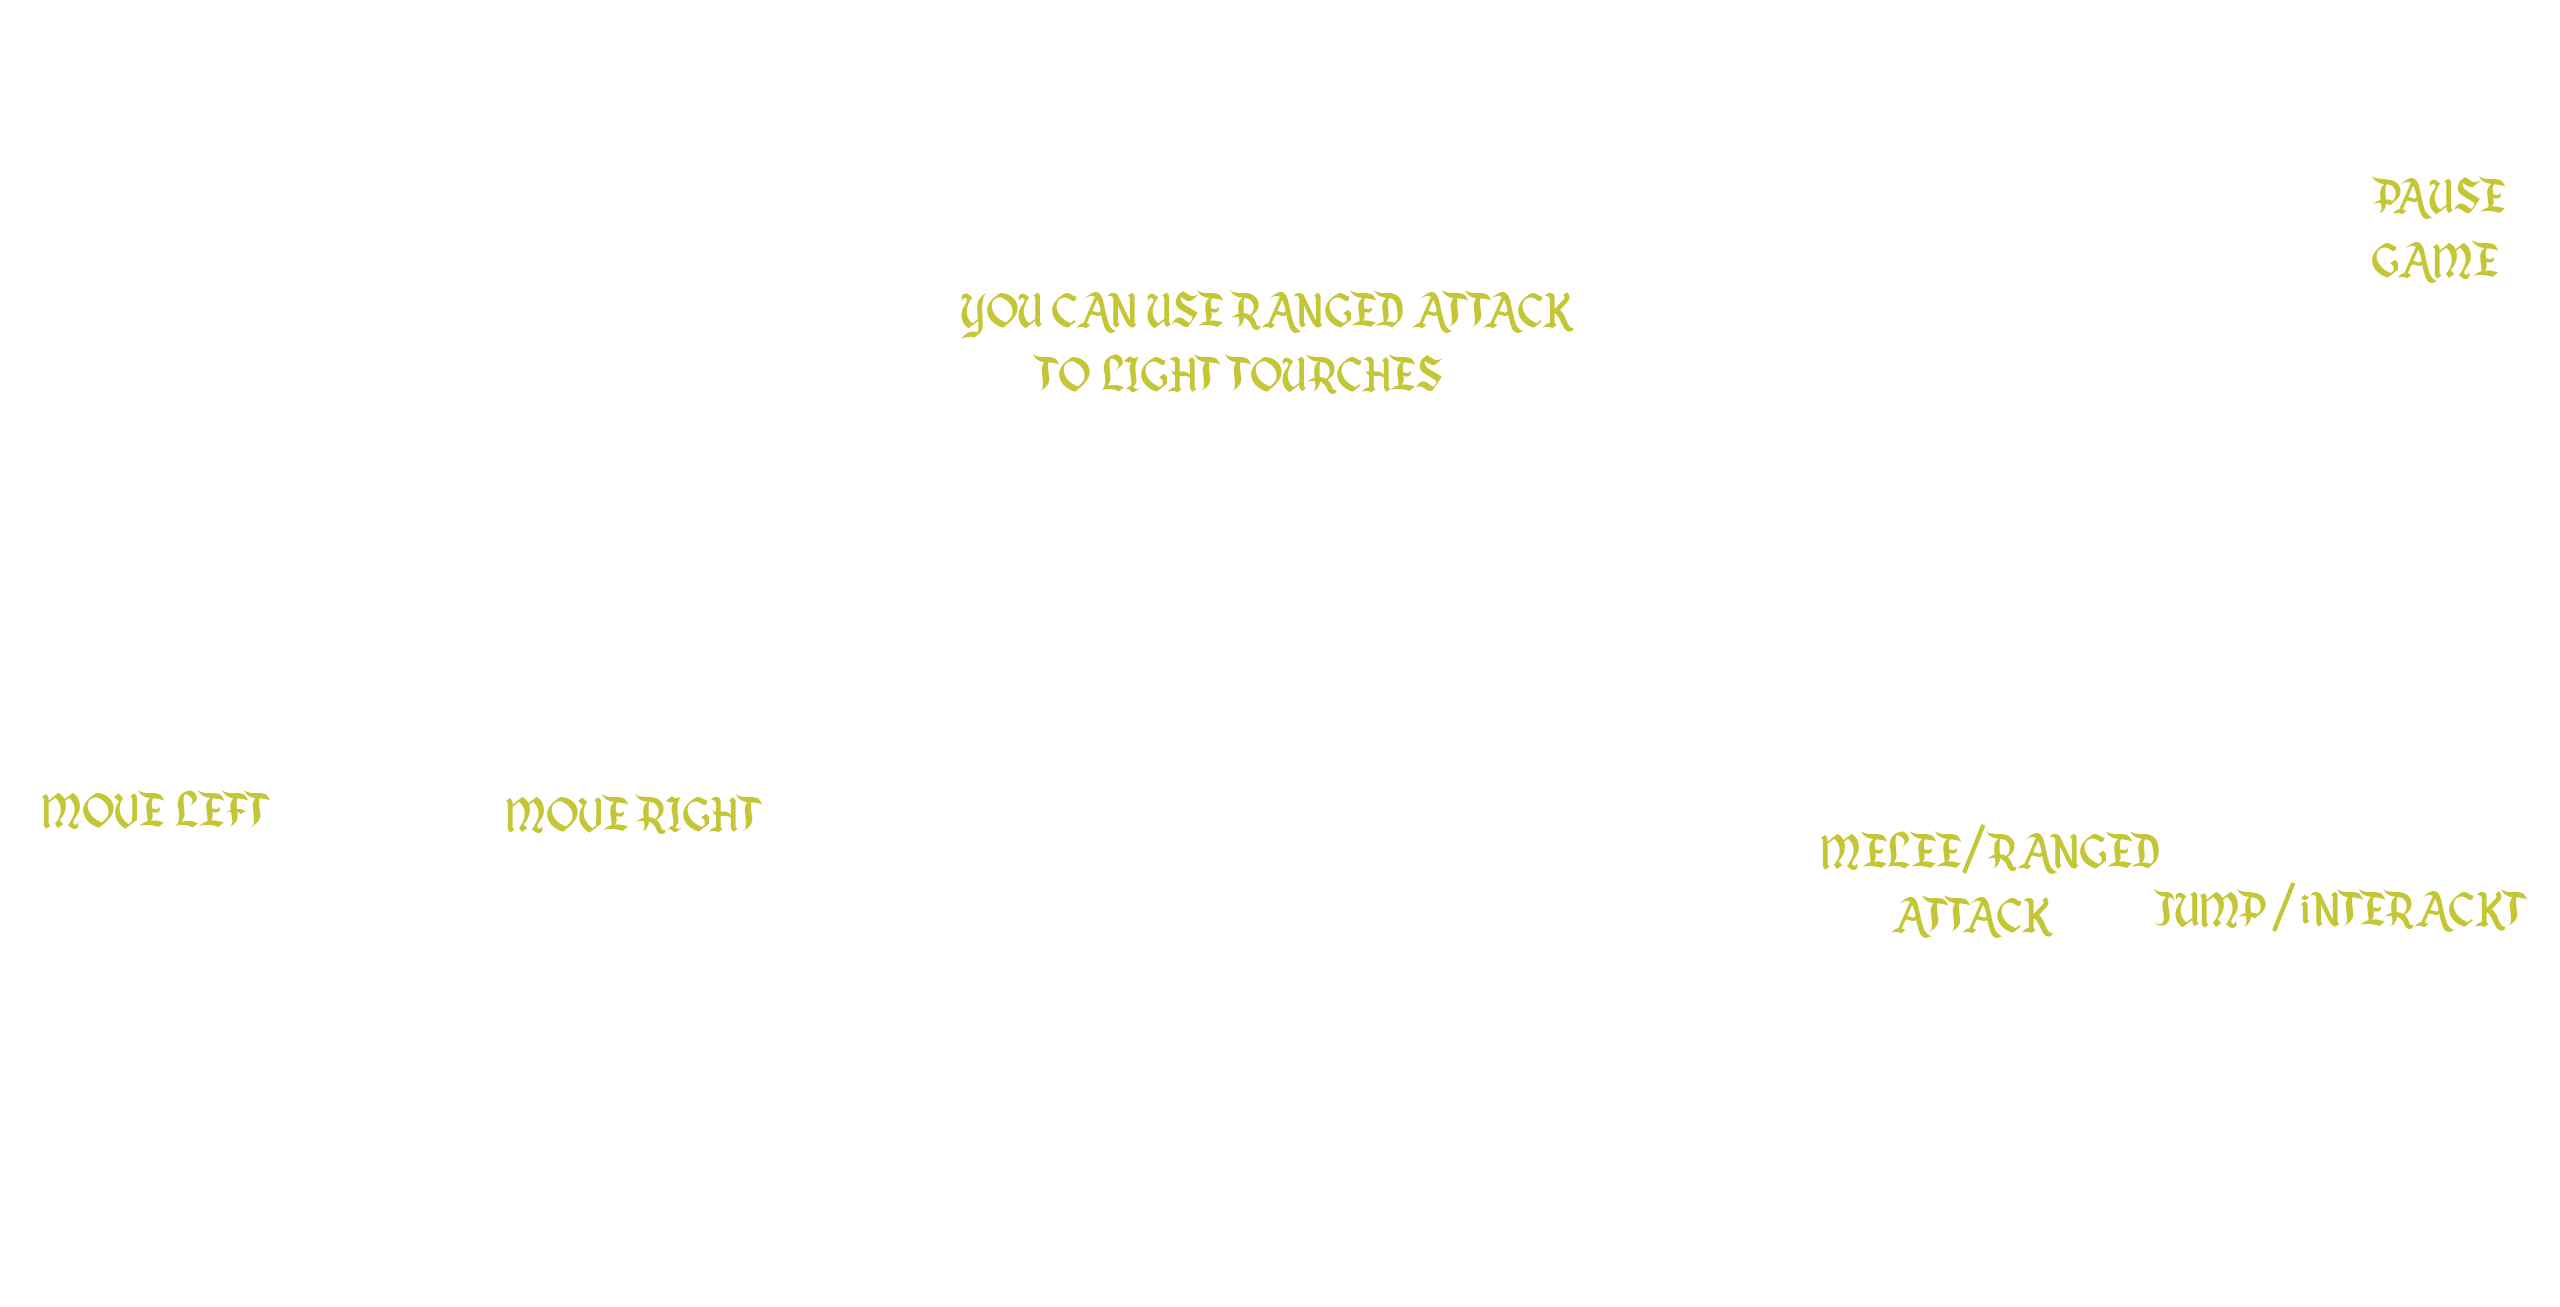 PAUSE
GAME
YOU CAN USE RANGED ATTACK
TO LIGHT TOURCHES
MOVE LEFT
MOVE RIGHT
MELEE/RANGED
ATTACK
JUMP / iNTERACKT